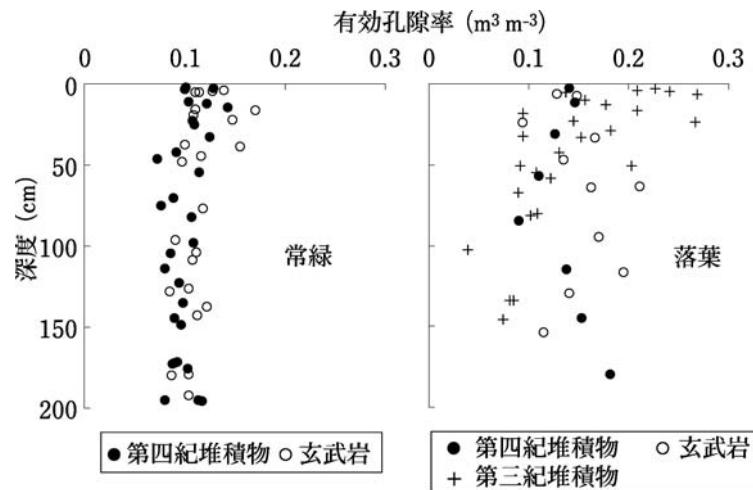 有効孔隙率 (m³ m⁻³)
0 0.1 0.2 0.3
0 0.1 0.2 0.3
深度 (cm)
0
50
100
150
200
常緑
落葉
● 第四紀堆積物 ○ 玄武岩
● 第四紀堆積物 ○ 玄武岩
+ 第三紀堆積物